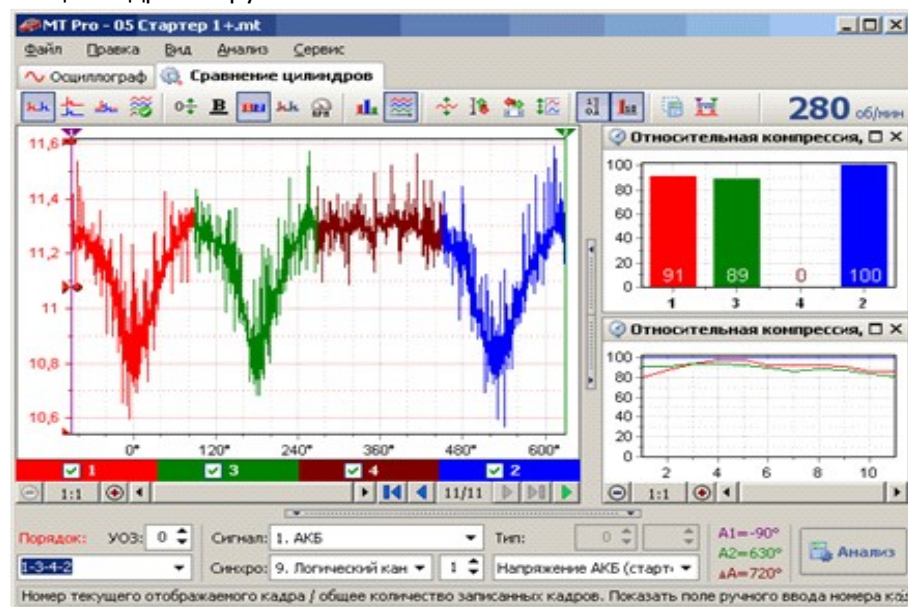 MT Pro - 05 Стартер 1+.mt
Файл Правка Вид Анализ Сервис
Осциллограф Сравнение цилиндров
280 об/мин
11,6
11,4
11,2
11
10,8
10,6
0° 120° 240° 360° 480° 600°
1 3 4 2
1:1 11/11
Относительная компрессия,
100
80
60
40
20
0
91 89 0 100
1 3 4 2
Относительная компрессия,
100
80
60
40
20
0
2 4 6 8 10
1:1
Порядок: УОЗ: 0 Сигнал: 1. АКБ Тип: 0 A1=-90°
1-3-4-2 Синхро: 9. Логический кан 1 Напряжение АКБ (старт A2=630°
ΔA=720°
Анализ
Номер текущего отображаемого кадра / общее количество записанных кадров. Показать поле ручного ввода номера